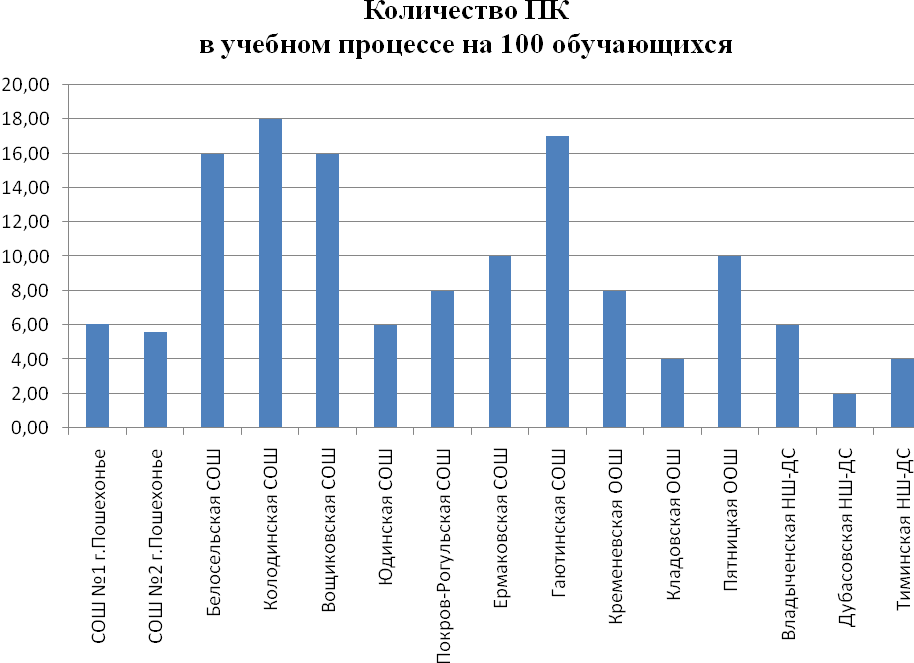 Количество ПК
в учебном процессе на 100 обучающихся
20,00
18,00
16,00
14,00
12,00
10,00
8,00
6,00
4,00
2,00
0,00
СОШ №1 г.Пошехонье
СОШ №2 г.Пошехонье
Белосельская СОШ
Колодинская СОШ
Вощиковская СОШ
Юдинская СОШ
Покров-Рогульская СОШ
Ермаковская СОШ
Гаютинская СОШ
Кременевская ООШ
Кладовская ООШ
Пятницкая ООШ
Владыченская НШ-ДС
Дубасовская НШ-ДС
Тиминская НШ-ДС